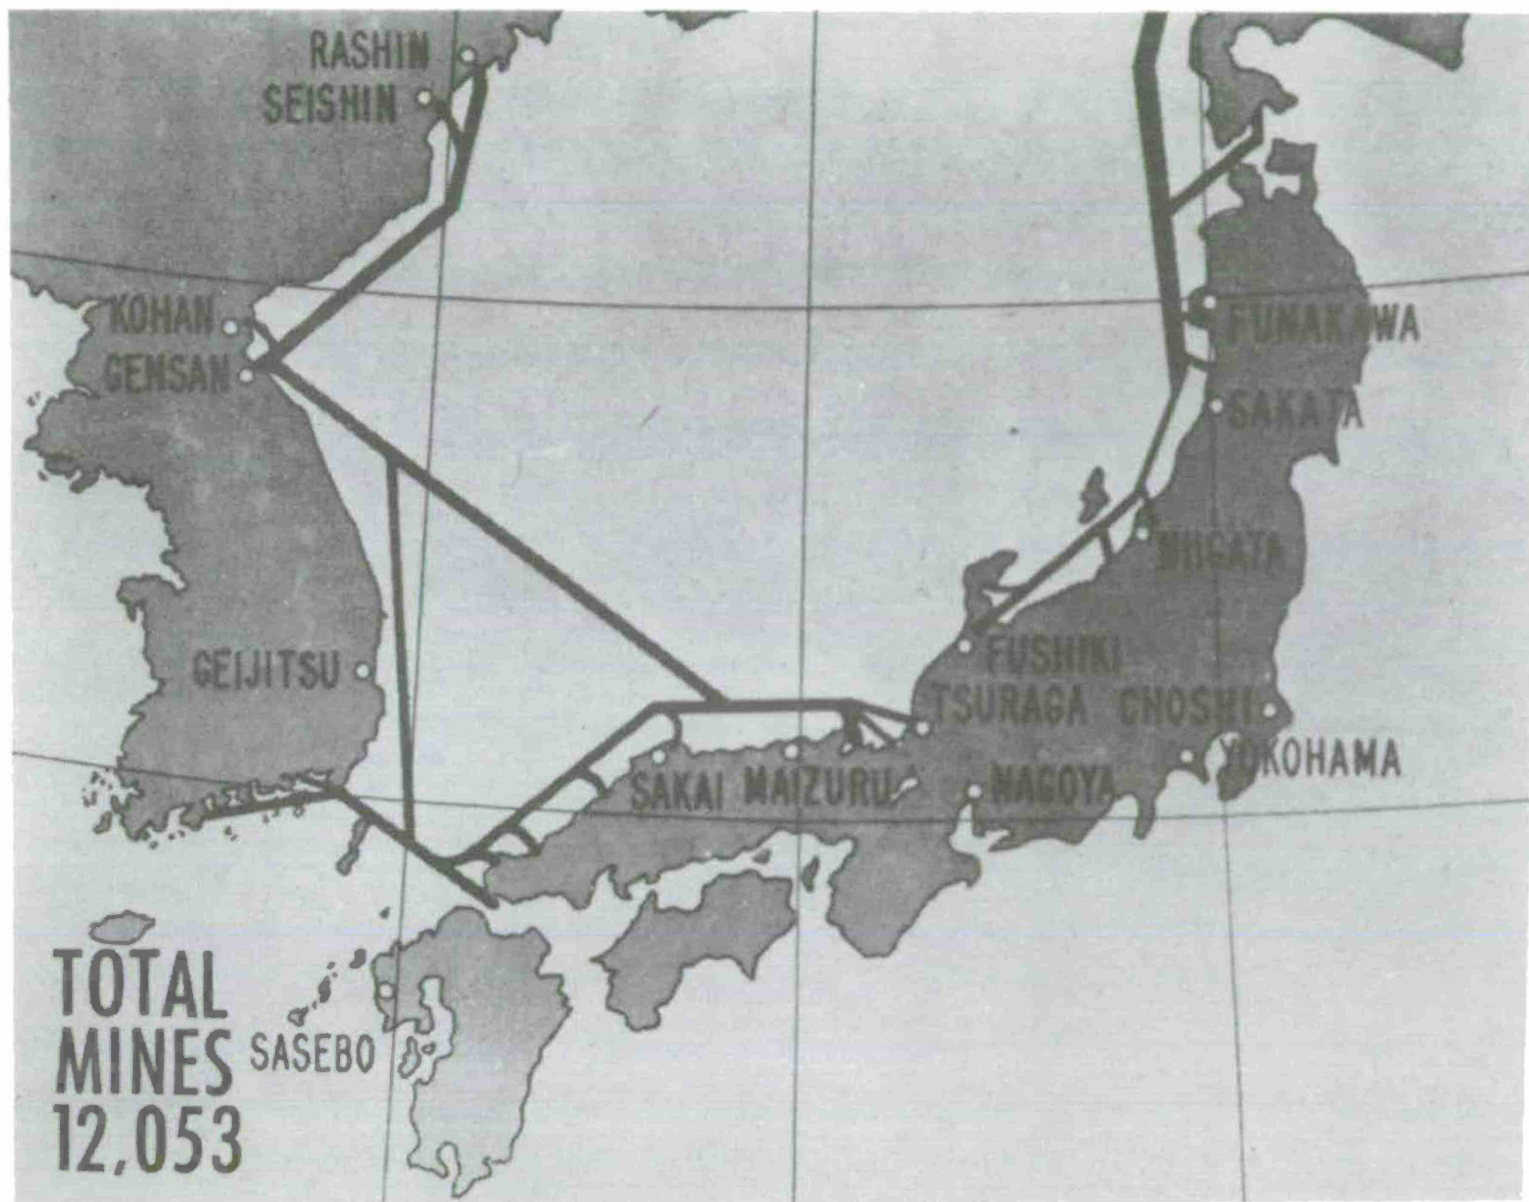 RASHIN
SEISHIN
KOHAN
GEMSAN
FUNAKAWA
SAKATA
NIIGATA
GEIJITSU
FUSHIKI
TSURAGA CHOSHI
SAKAI MAIZURU NAGOYA YOKOHAMA
SASEBO
TOTAL
MINES
12,053